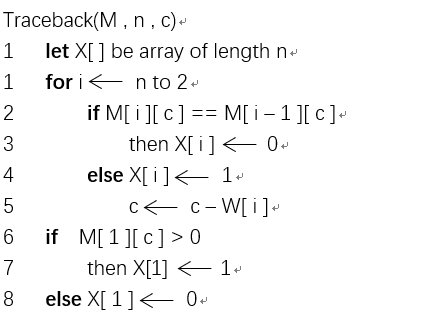 Traceback(M , n , c)
1 let X[ ] be array of length n
1 for i ← n to 2
2 if M[ i ][ c ] == M[ i – 1 ][ c ]
3 then X[ i ] ← 0
4 else X[ i ] ← 1
5 c ← c – W[ i ]
6 if M[ 1 ][ c ] > 0
7 then X[1] ← 1
8 else X[ 1 ] ← 0